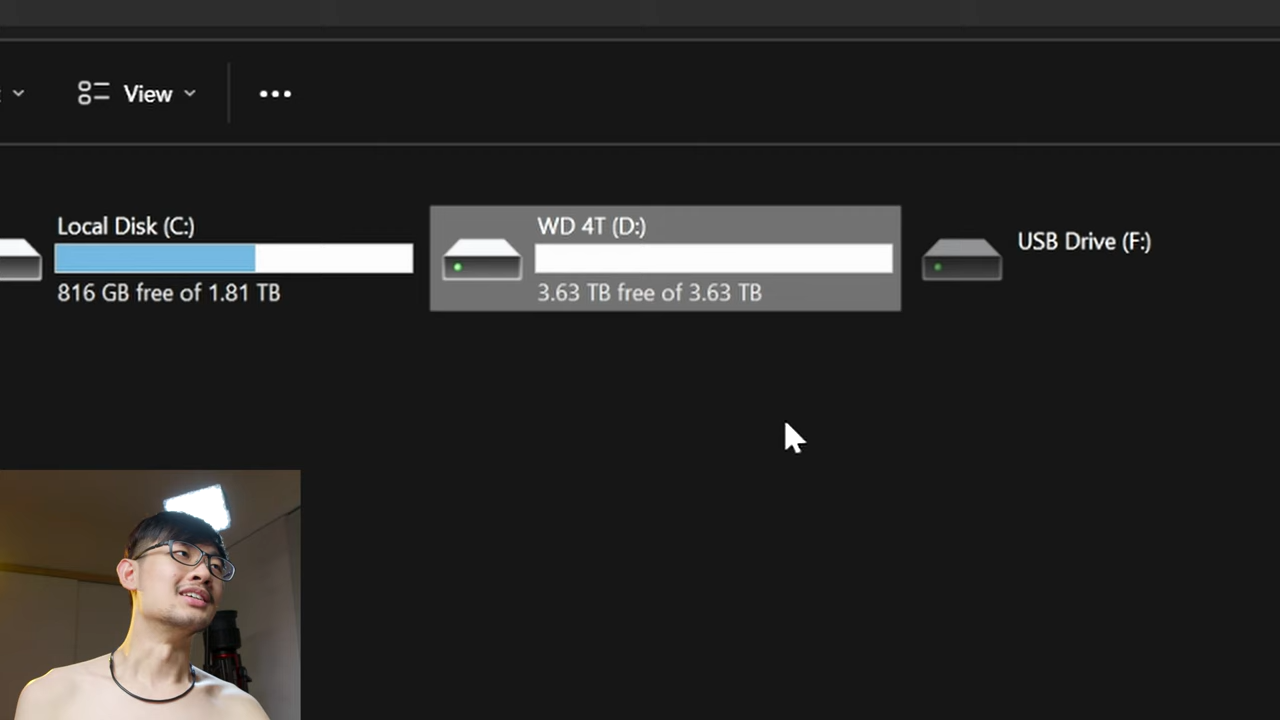 View
Local Disk (C:)
816 GB free of 1.81 TB
WD 4T (D:)
3.63 TB free of 3.63 TB
USB Drive (F:)